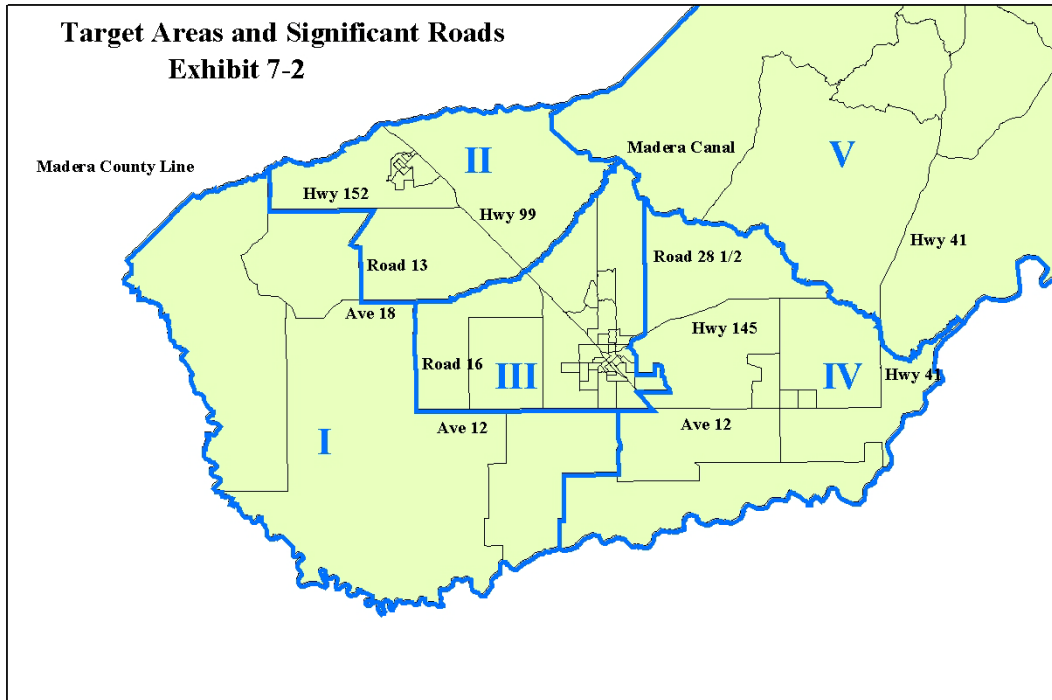 Target Areas and Significant Roads
Exhibit 7-2
II
Madera Canal
V
Madera County Line
Hwy 152
Hwy 99
Hwy 41
Road 13
Road 28 1/2
Ave 18
Hwy 145
Road 16
III
IV
Hwy 41
I
Ave 12
Ave 12